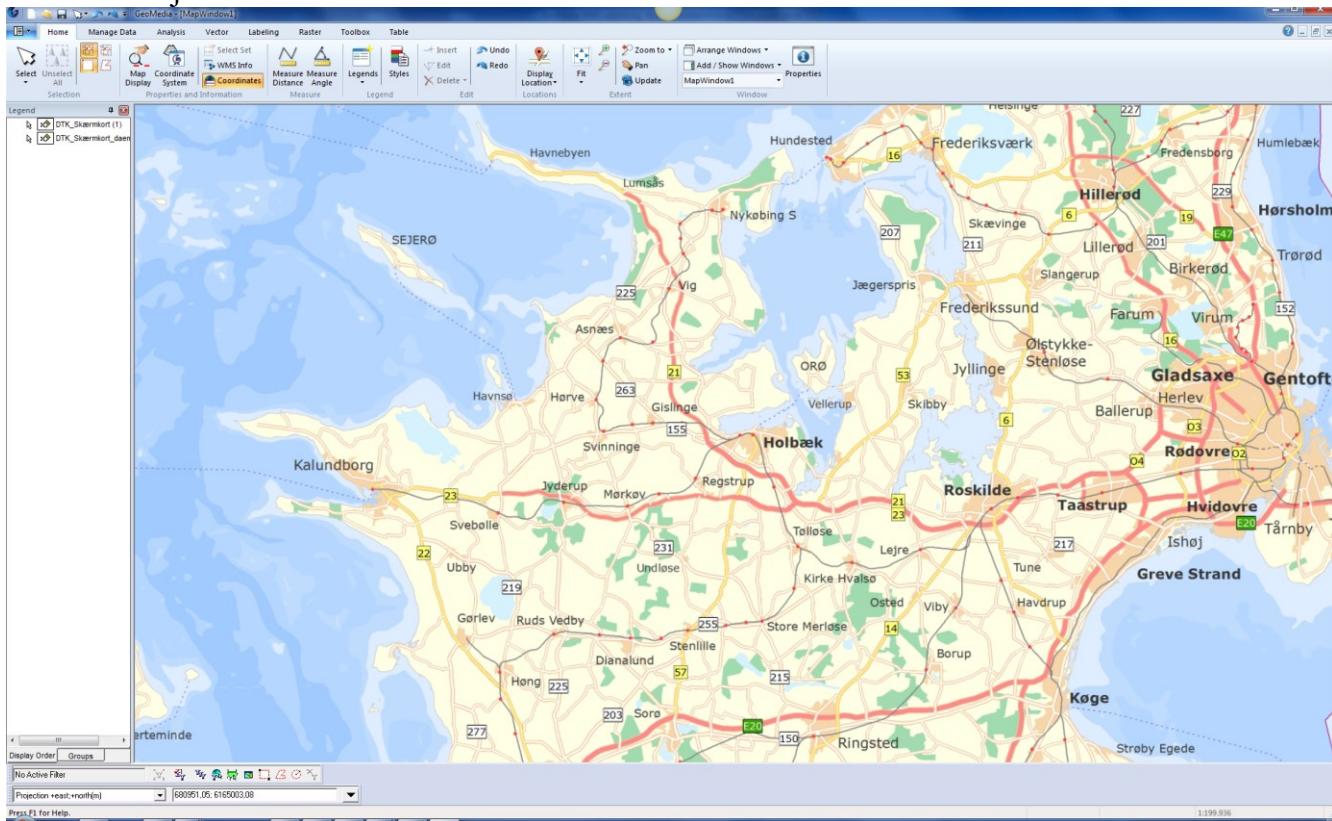 GeoMedia - [MapWindow1]
Home Manage Data Analysis Vector Labeling Raster Toolbox Table
Select
Unselect All
Selection
Map Display
Coordinate System
Select Set
WMS Info
Coordinates
Properties and Information
Measure Distance
Measure Angle
Measure
Legends
Styles
Legend
Insert
Edit
Delete
Undo
Redo
Edit
Display Location
Locations
Fit
Zoom to
Pan
Update
Extent
Arrange Windows
Add / Show Windows
MapWindow1
Properties
Window
Legend
DTK_Skærmkort (1)
DTK_Skærmkort_daen
Helsinge
227
Hundested
Frederiksværk
Humlebæk
Havnebyen
16
Fredensborg
Lumsås
Hillerød
229
Nykøbing S
6
19
Hørsholm
Skævinge
SEJERØ
207
211
Lillerød
201
E47
Trørød
Slangerup
Birkerød
Vig
Jægerspris
225
Frederikssund
Farum
Virum
152
Asnæs
Ølstykke-
Stenløse
16
ORØ
Jyllinge
21
53
Gladsaxe
Gentoft
263
Havnsø
Hørve
Gislinge
Vellerup
Skibby
Herlev
Ballerup
6
155
O3
Svinninge
Holbæk
Rødovre
O2
Kalundborg
O4
Jyderup
Mørkøv
Regstrup
Roskilde
23
21
23
Taastrup
Hvidovre
Svebølle
E20
Tølløse
Tårnby
22
231
Lejre
217
Ishøj
Ubby
Undløse
Tune
Greve Strand
219
Kirke Hvalsø
Osted
Viby
Havdrup
Gørlev
Ruds Vedby
255
Store Merløse
14
Stenlille
Dianalund
Borup
57
215
Høng
225
Køge
203
Sorø
E20
277
150
Ringsted
erteminde
Strøby Egede
Display Order Groups
No Active Filter
Projection +east;+north(m) 680951,05; 6165003,08
Press F1 for Help.
1:199.936